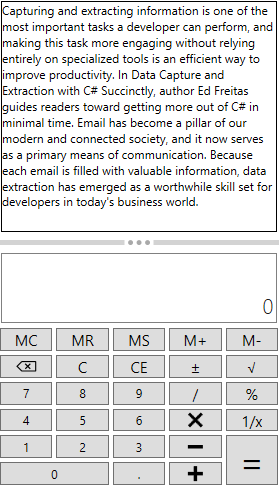 Capturing and extracting information is one of the
most important tasks a developer can perform, and
making this task more engaging without relying
entirely on specialized tools is an efficient way to
improve productivity. In Data Capture and
Extraction with C# Succinctly, author Ed Freitas
guides readers toward getting more out of C# in
minimal time. Email has become a pillar of our
modern and connected society, and it now serves
as a primary means of communication. Because
each email is filled with valuable information, data
extraction has emerged as a worthwhile skill set for
developers in today's business world.
0
MC MR MS M+ M-
C CE ± √
7 8 9 / %
4 5 6 × 1/x
1 2 3 − =
0 . +